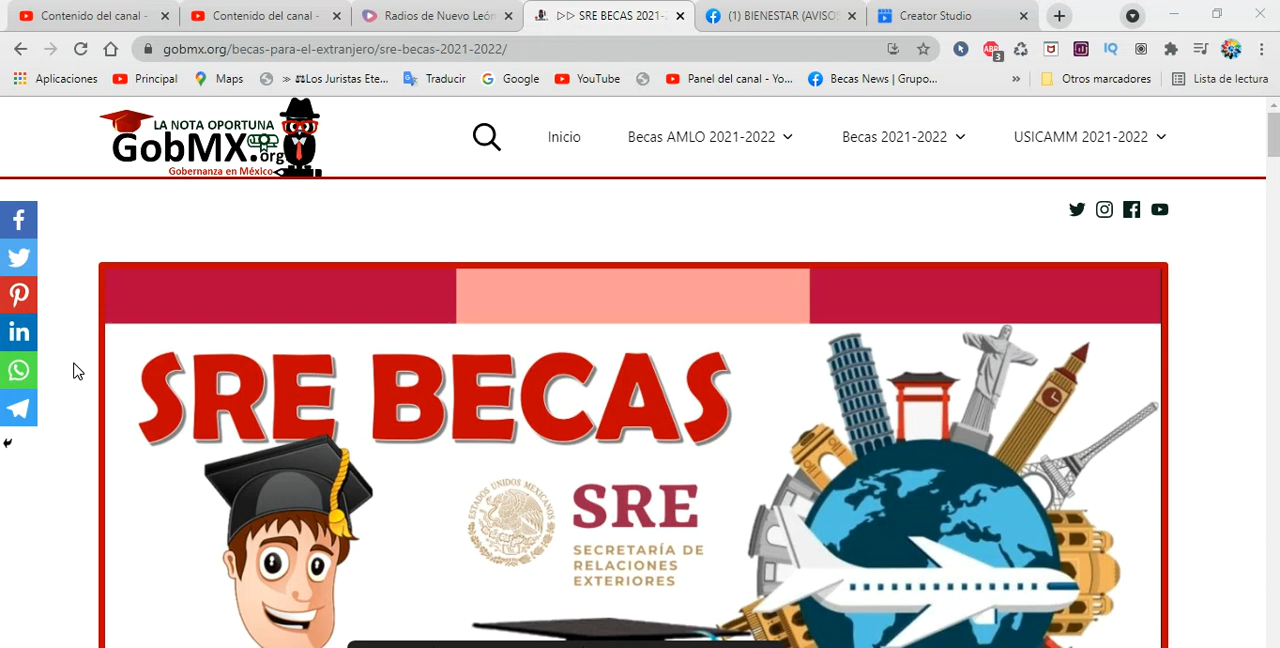 Contenido del canal -
Contenido del canal -
Radios de Nuevo León
▷▷ SRE BECAS 2021-
(1) BIENESTAR (AVISOS
Creator Studio
gobmx.org/becas-para-el-extranjero/sre-becas-2021-2022/
ABP
3
IQ
Aplicaciones
Principal
Maps
» ⚖Los Juristas Ete...
Traducir
Google
YouTube
Panel del canal - Yo...
Becas News | Grupo...
»
Otros marcadores
Lista de lectura
LA NOTA OPORTUNA
GobMX.org
Gobernanza en México
Inicio
Becas AMLO 2021-2022
Becas 2021-2022
USICAMM 2021-2022
SRE BECAS
ESTADOS UNIDOS MEXICANOS
SRE
SECRETARÍA DE
RELACIONES
EXTERIORES